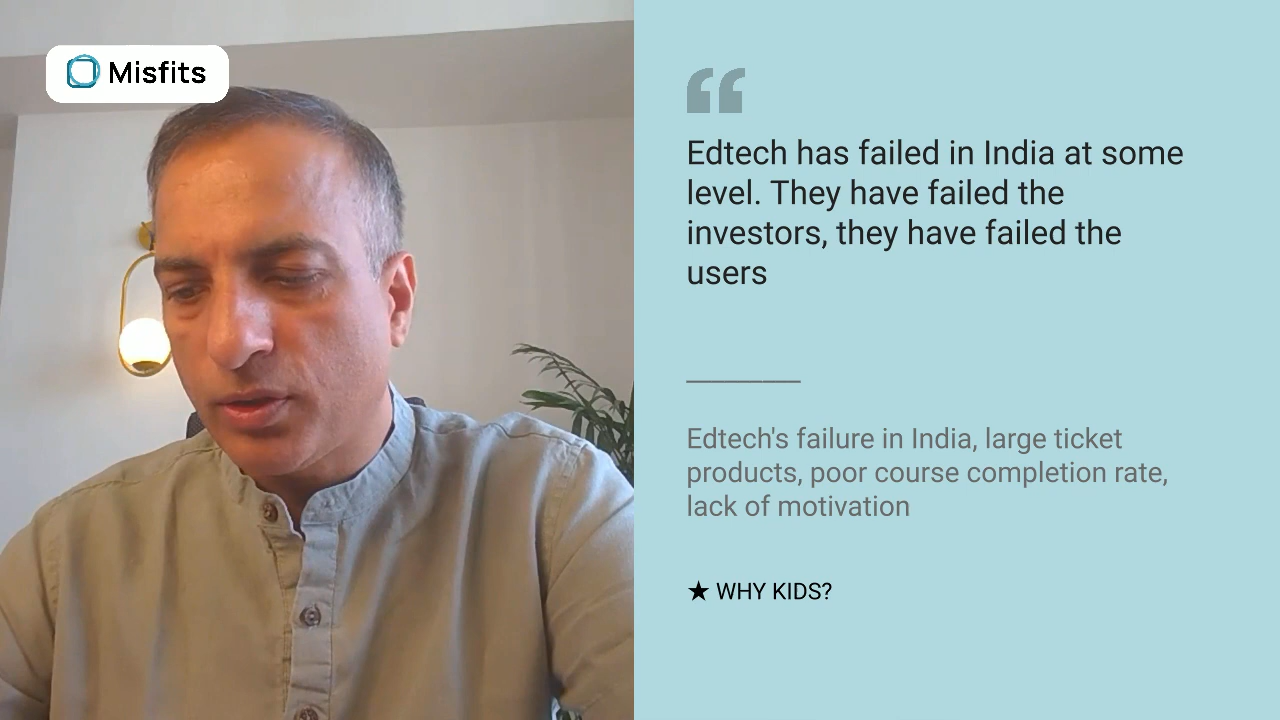 Misfits
“
Edtech has failed in India at some
level. They have failed the
investors, they have failed the
users
Edtech's failure in India, large ticket
products, poor course completion rate,
lack of motivation
★ WHY KIDS?